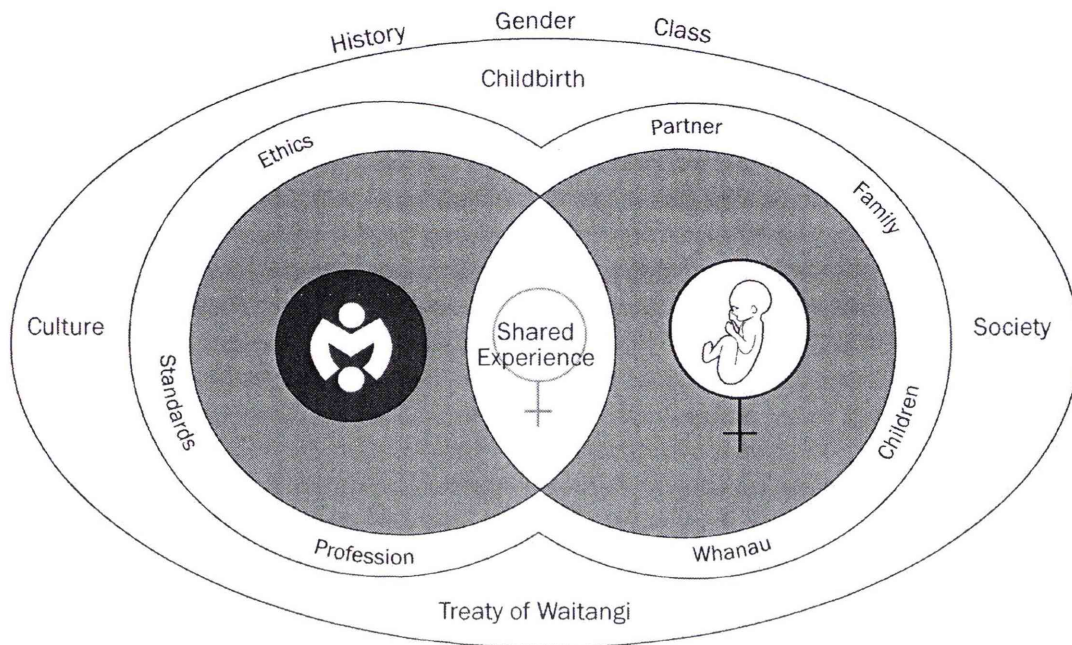 History
Gender
Class
Childbirth
Ethics
Partner
Family
Culture
Shared
Experience
Society
Standards
Children
Profession
Whanau
Treaty of Waitangi